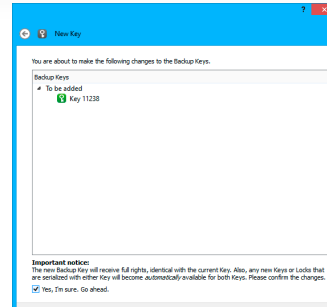 ?
New Key
You are about to make the following changes to the Backup Keys.
Backup Keys
To be added
Key 11238
Important notice:
The new Backup Key will receive full rights, identical with the current Key. Also, any new Keys or Locks that
are serialized with either Key will become automatically available for both Keys. Please confirm the changes.
Yes, I'm sure. Go ahead.